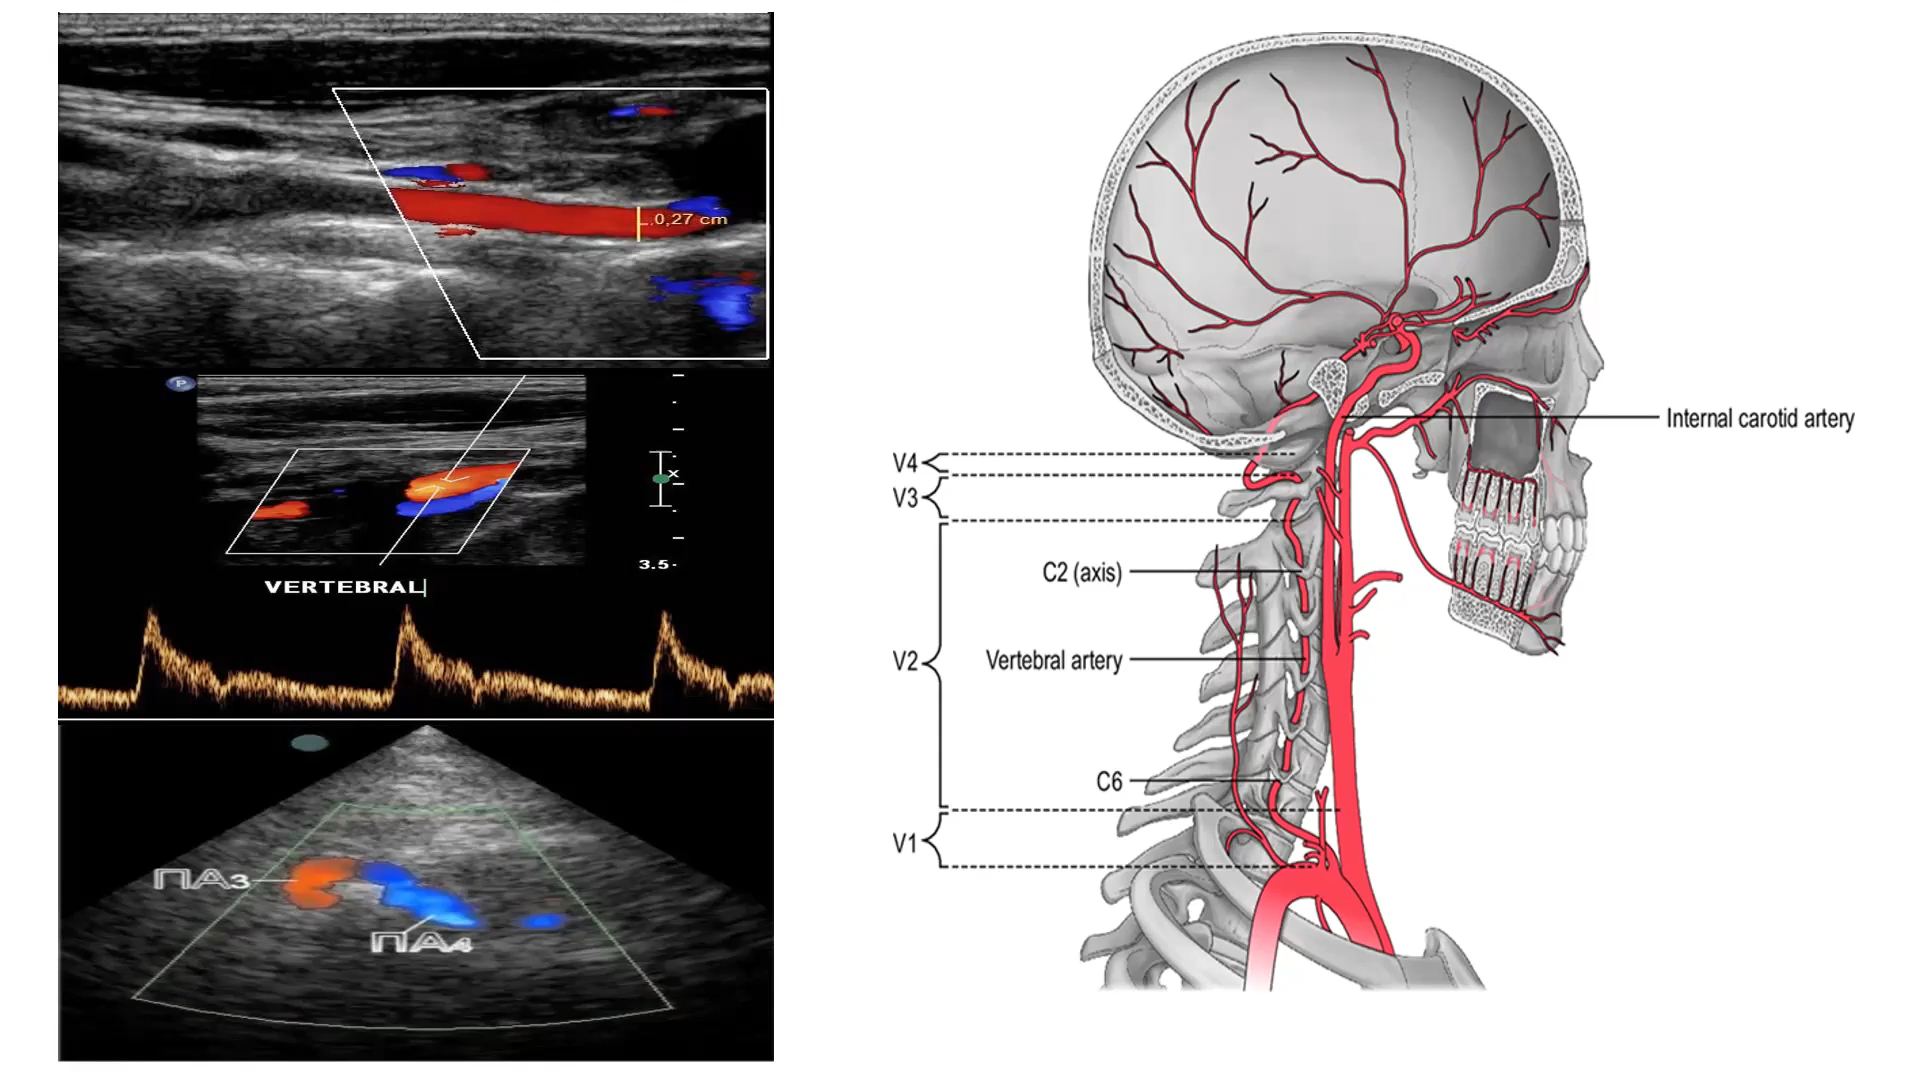 .0,27 cm
P
x
3.5-
VERTEBRAL
ПА3
ПА4
Internal carotid artery
V4
V3
C2 (axis)
V2
Vertebral artery
C6
V1